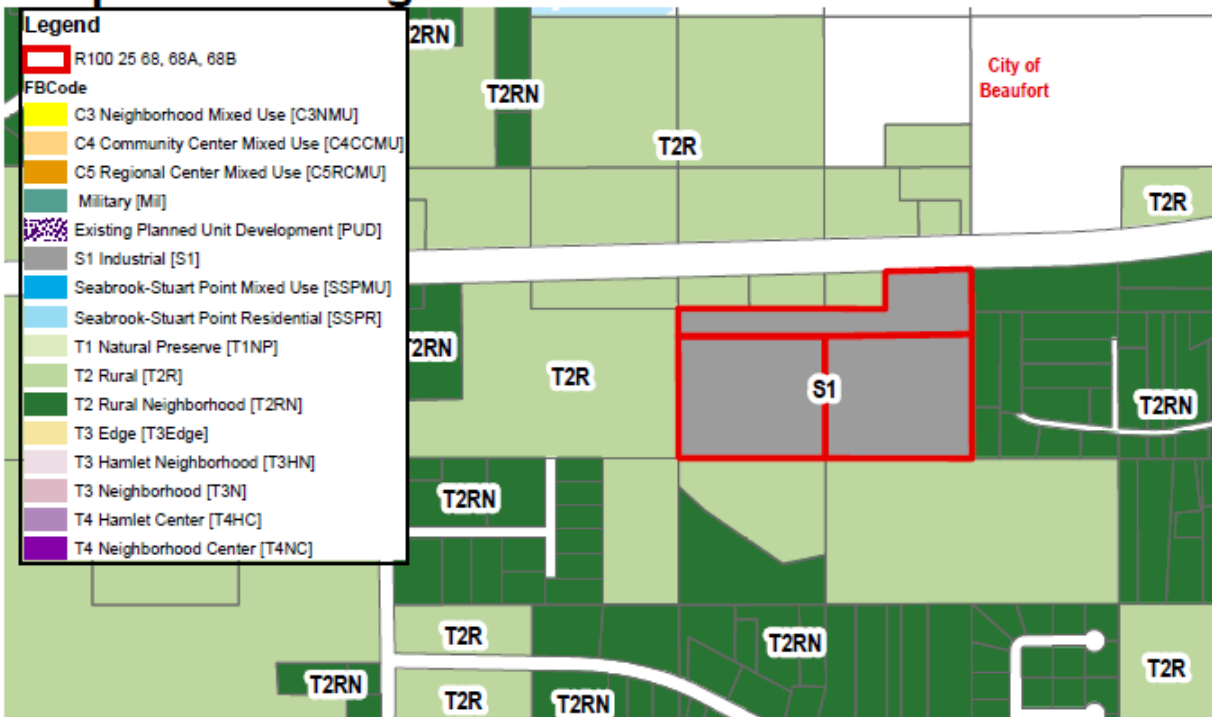 Legend
R100 25 68, 68A, 68B
FBCode
C3 Neighborhood Mixed Use [C3NMU]
C4 Community Center Mixed Use [C4CCMU]
C5 Regional Center Mixed Use [C5RCMU]
Military [Mil]
Existing Planned Unit Development [PUD]
S1 Industrial [S1]
Seabrook-Stuart Point Mixed Use [SSPMU]
Seabrook-Stuart Point Residential [SSPR]
T1 Natural Preserve [T1NP]
T2 Rural [T2R]
T2 Rural Neighborhood [T2RN]
T3 Edge [T3Edge]
T3 Hamlet Neighborhood [T3HN]
T3 Neighborhood [T3N]
T4 Hamlet Center [T4HC]
T4 Neighborhood Center [T4NC]
2RN
City of
Beaufort
T2RN
T2R
T2R
2RN
T2R
S1
T2RN
T2RN
T2R
T2RN
T2R
T2RN
T2R
T2RN